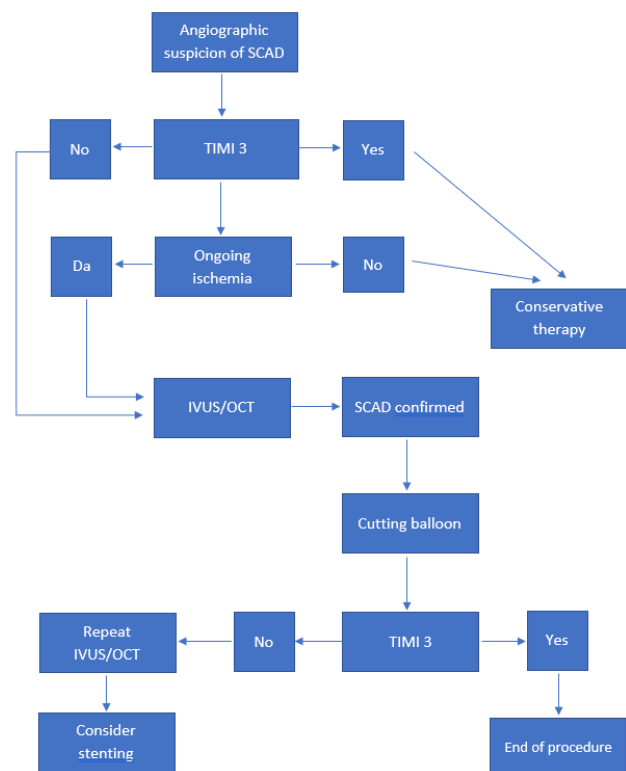 Angiographic
suspicion of SCAD
No
TIMI 3
Yes
Da
Ongoing
ischemia
No
Conservative
therapy
IVUS/OCT
SCAD confirmed
Cutting balloon
Repeat
IVUS/OCT
No
TIMI 3
Yes
Consider
stenting
End of procedure